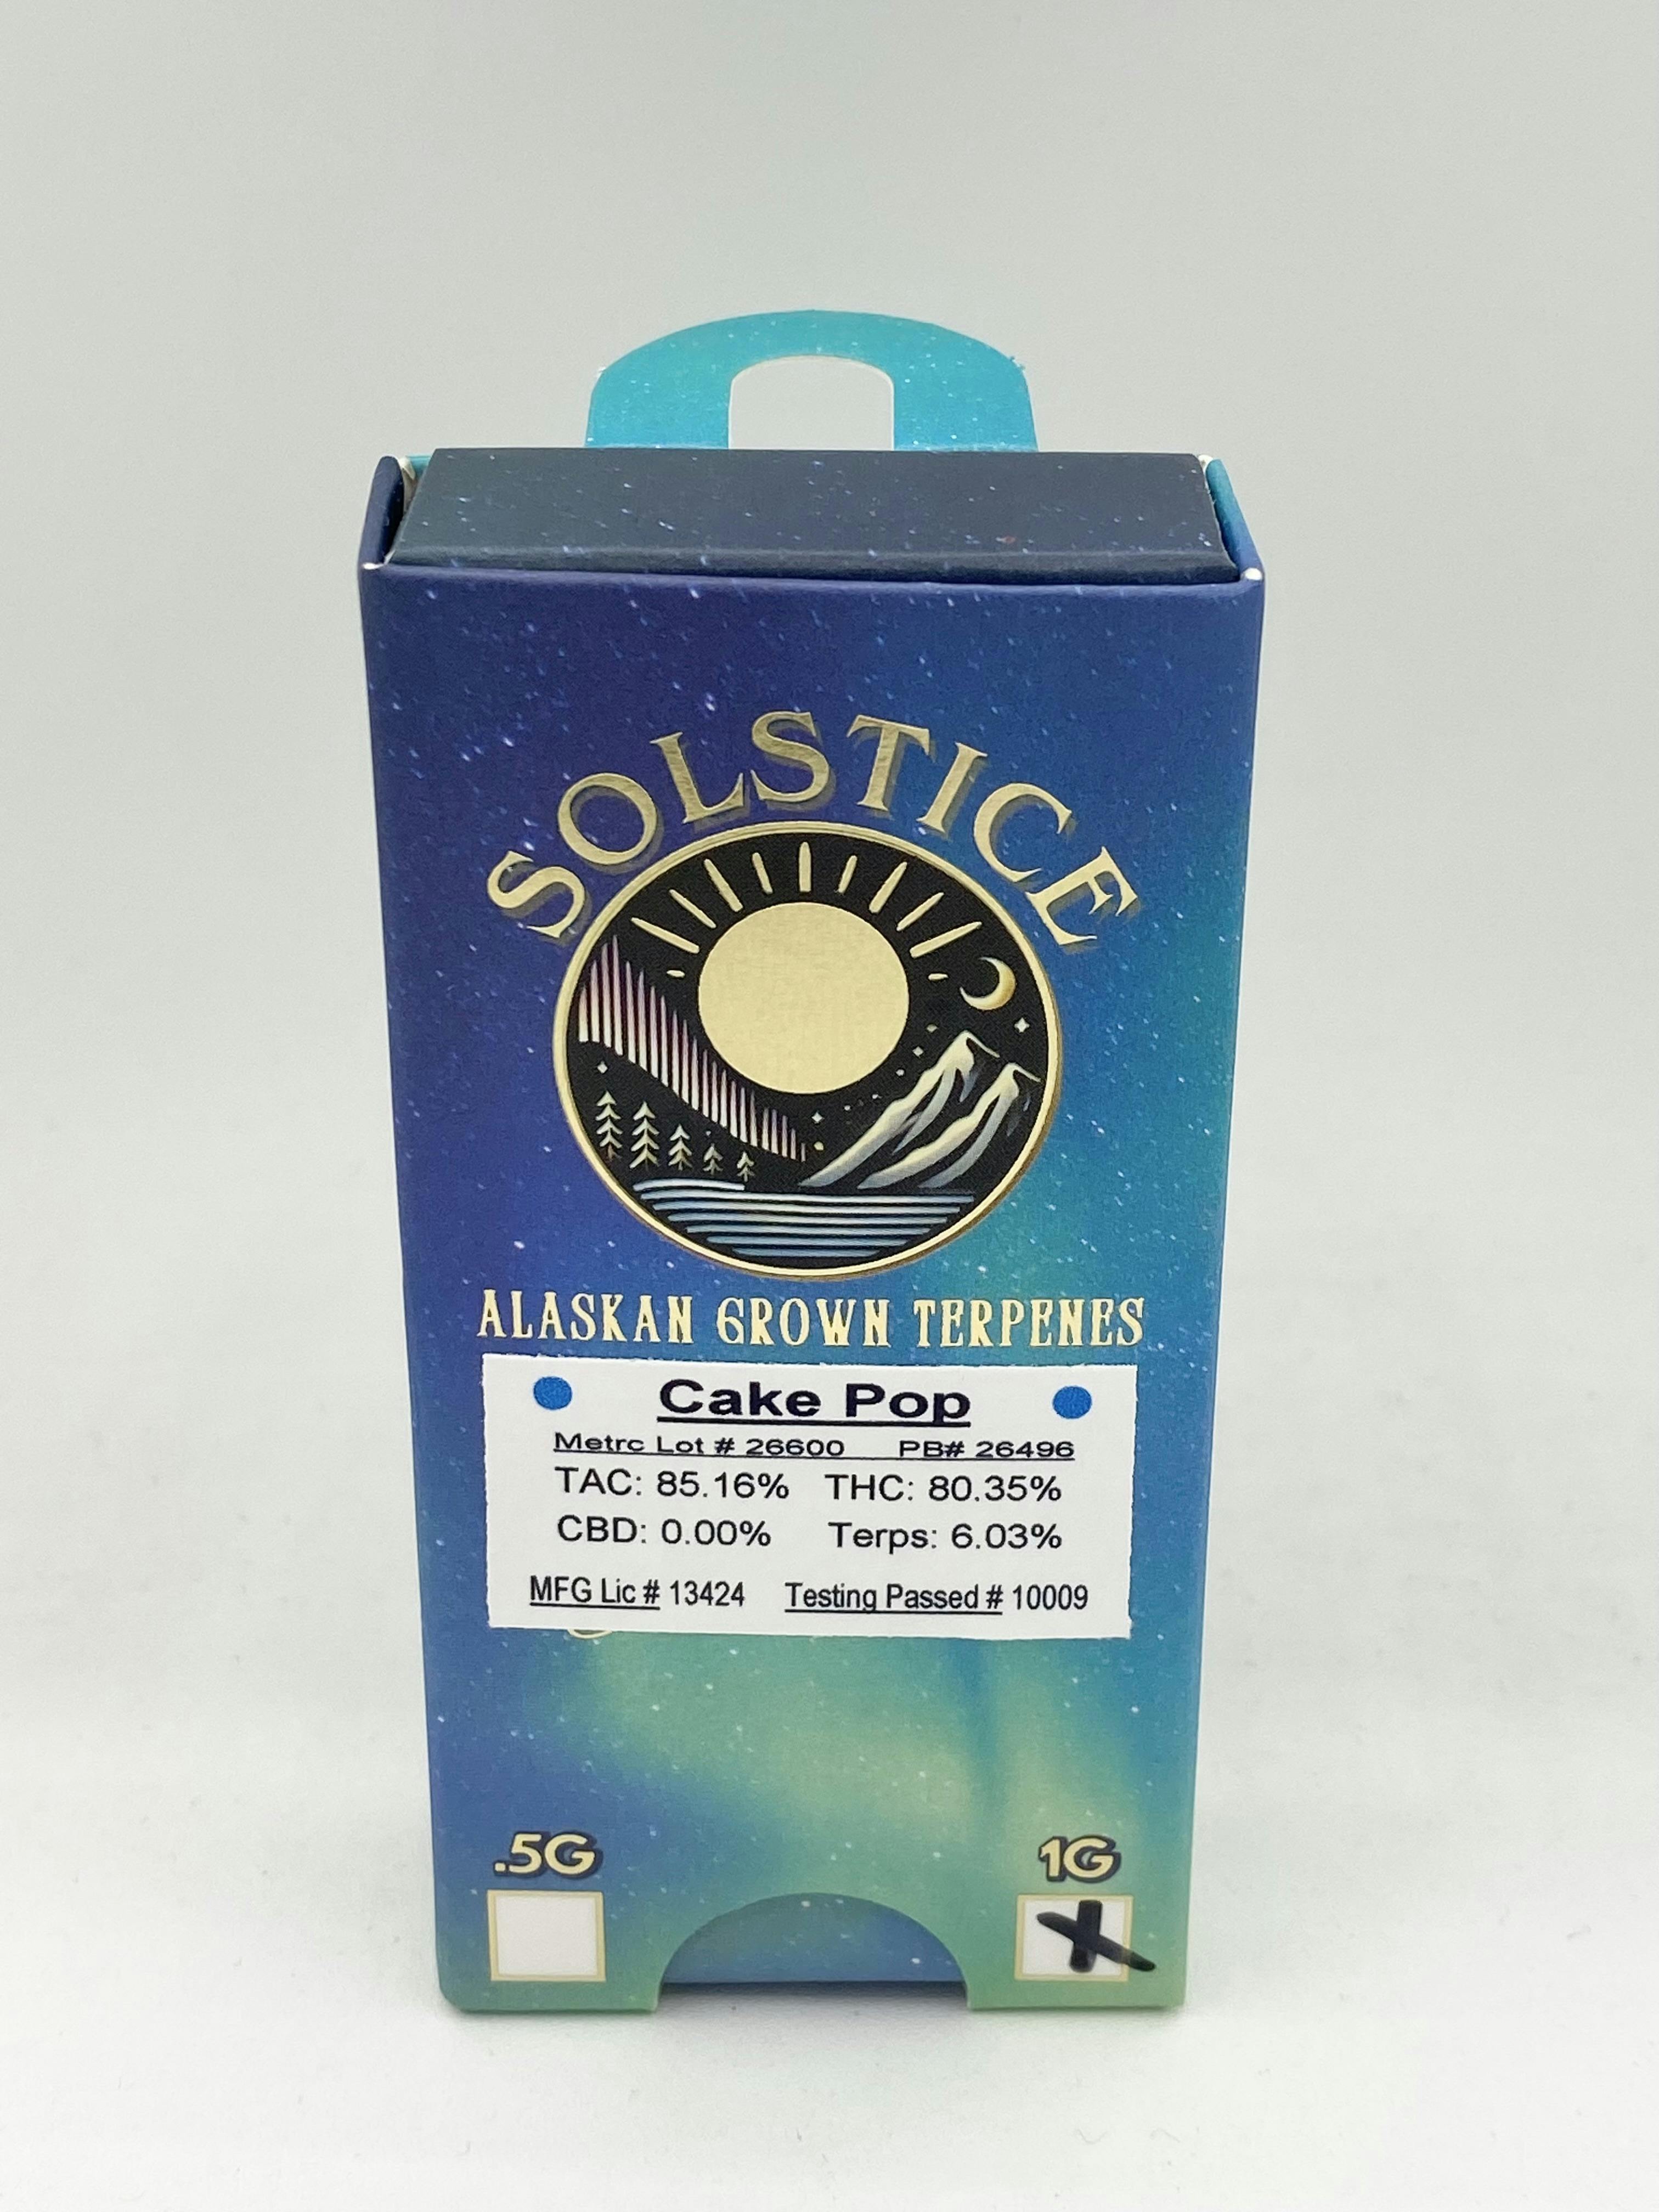 SOLSTICE
ALASKAN GROWN TERPENES
Cake Pop
Metrc Lot # 26600 PB# 26496
TAC: 85.16% THC: 80.35%
CBD: 0.00% Terps: 6.03%
MFG Lic # 13424 Testing Passed # 10009
.5G 1G
X